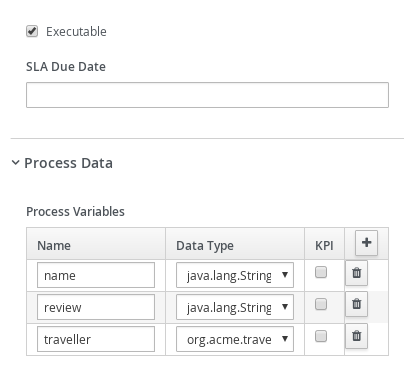 Executable
SLA Due Date
Process Data
Process Variables
Name Data Type KPI +
name java.lang.String
review java.lang.String
traveller org.acme.trave